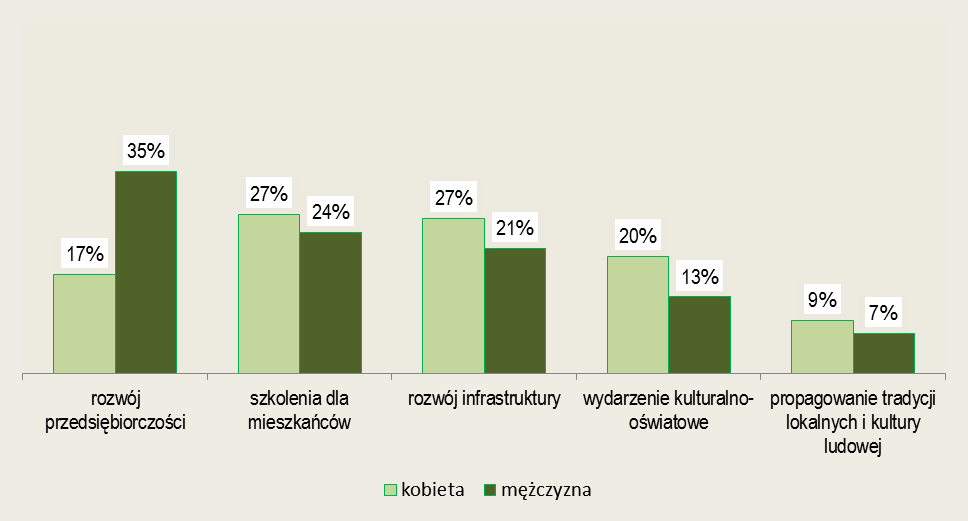 35%
27%
27%
24%
21%
20%
17%
13%
9%
7%
rozwój
przedsiębiorczości
szkolenia dla
mieszkańców
rozwój infrastruktury
wydarzenie kulturalno-
oświatowe
propagowanie tradycji
lokalnych i kultury
ludowej
kobieta
mężczyzna